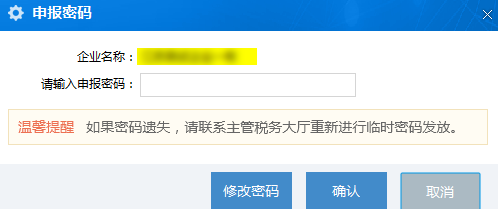 申报密码
企业名称：
请输入申报密码：
温馨提醒 如果密码遗失，请联系主管税务大厅重新进行临时密码发放。
修改密码 确认 取消